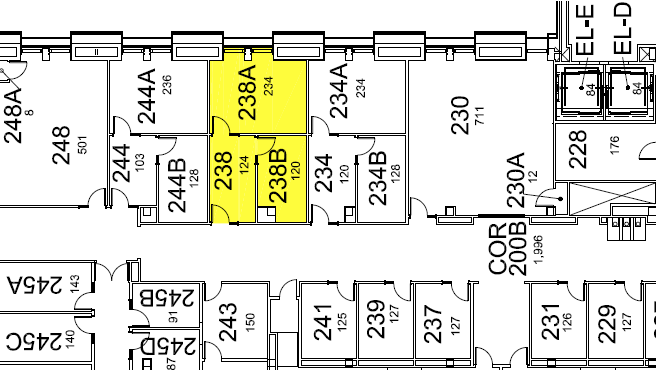 EL-E
84
EL-D
84
248A
8
248
501
244A
236
238A
234
234A
234
230
711
228
176
244
103
244B
128
238
124
238B
120
234
120
234B
128
230A
12
COR
200B
1,996
245A
143
245C
140
245B
91
245D
87
243
150
241
125
239
127
237
127
231
126
229
127